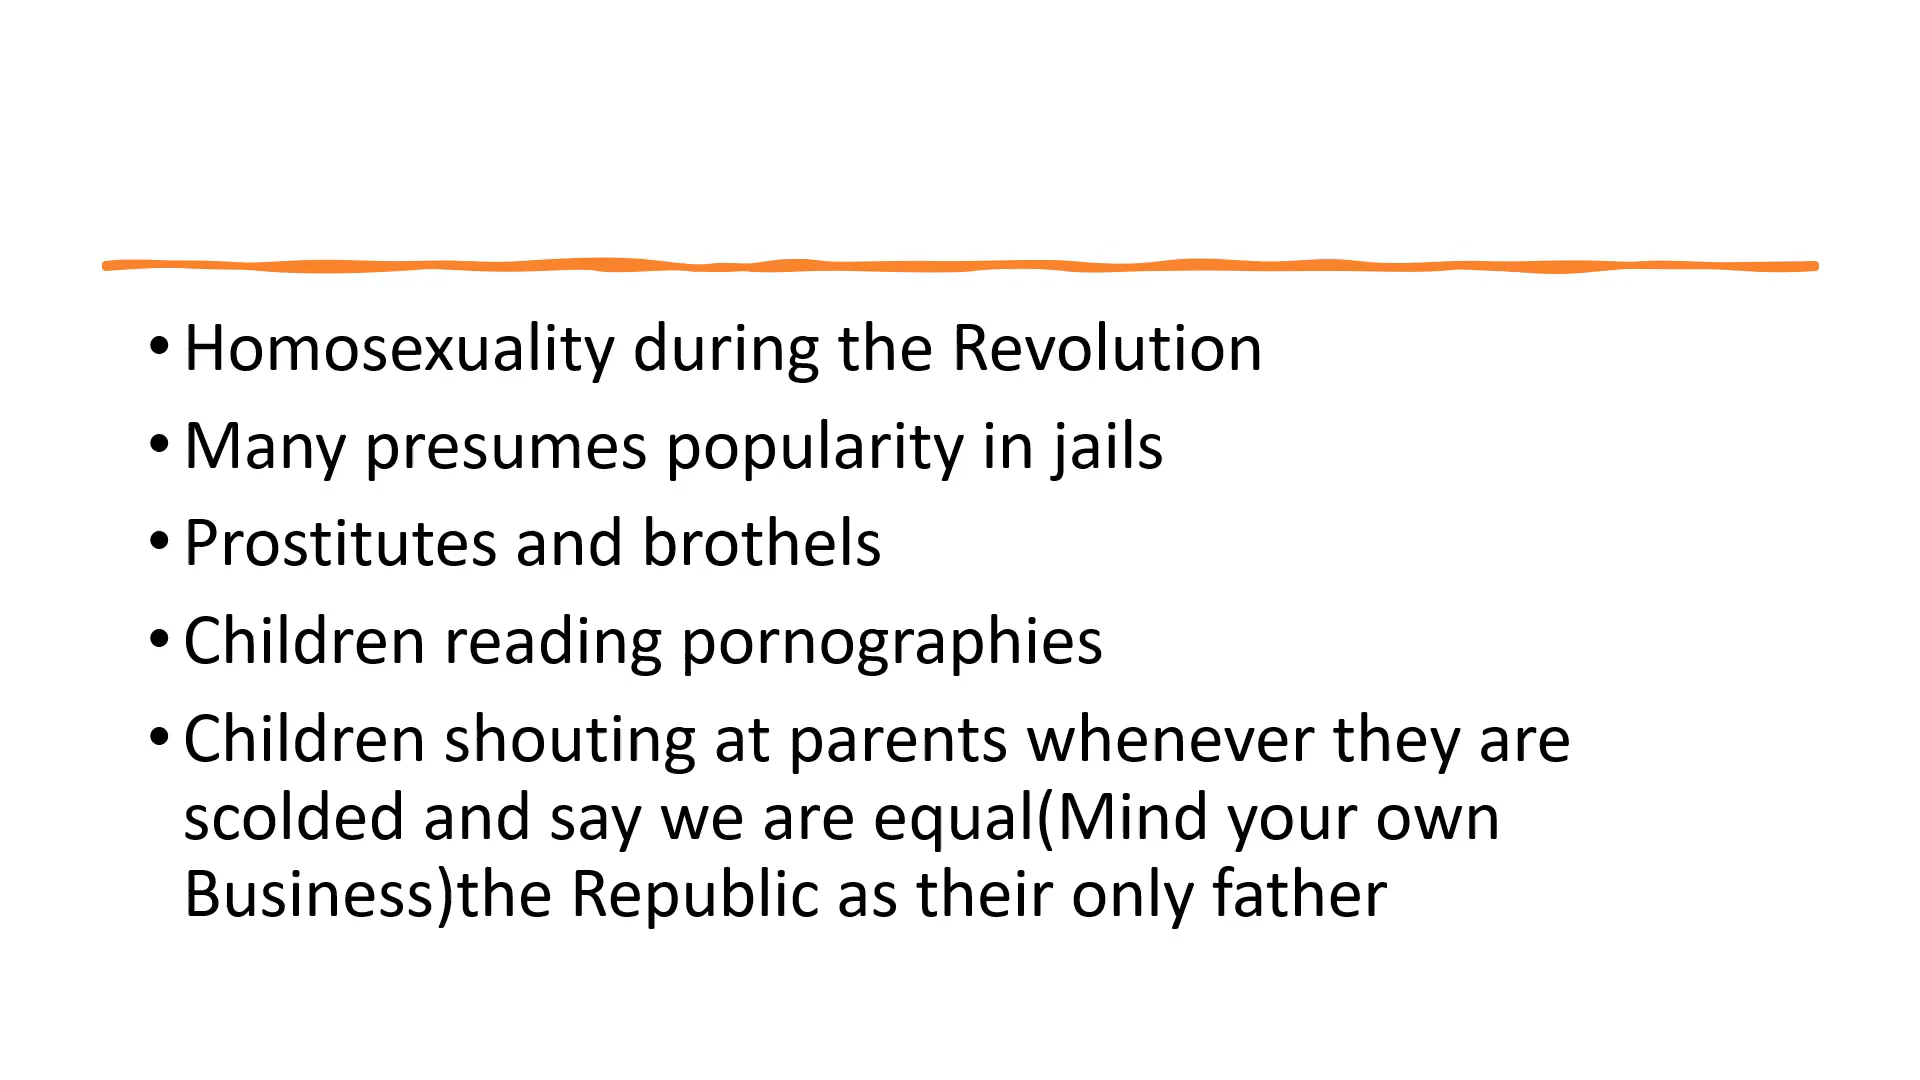 • Homosexuality during the Revolution
• Many presumes popularity in jails
• Prostitutes and brothels
• Children reading pornographies
• Children shouting at parents whenever they are
scolded and say we are equal(Mind your own
Business)the Republic as their only father